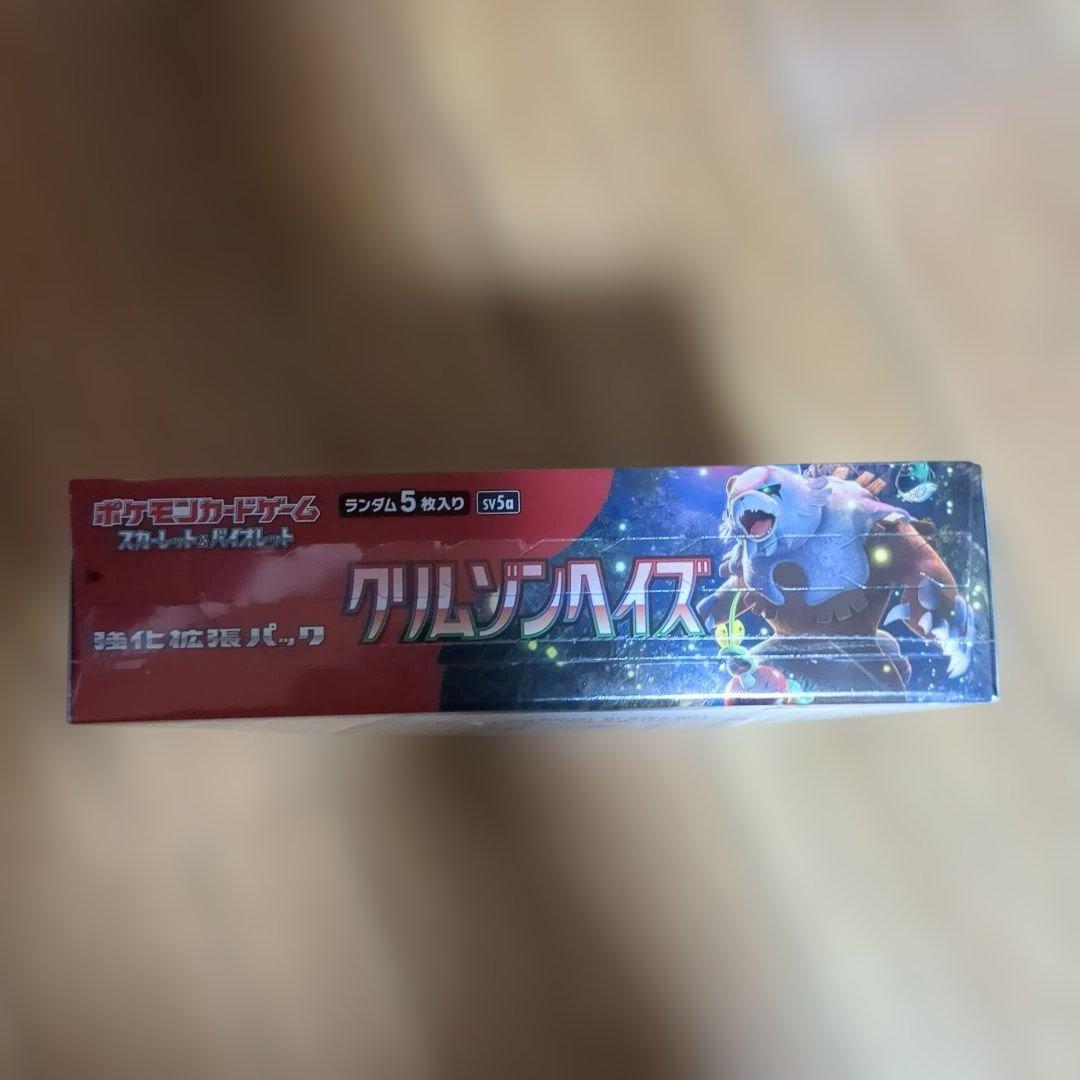 ポケモンカードゲーム
スカーレット&バイオレット
ランダム5枚入り
SV5a
クリムゾンヘイズ
強化拡張パック